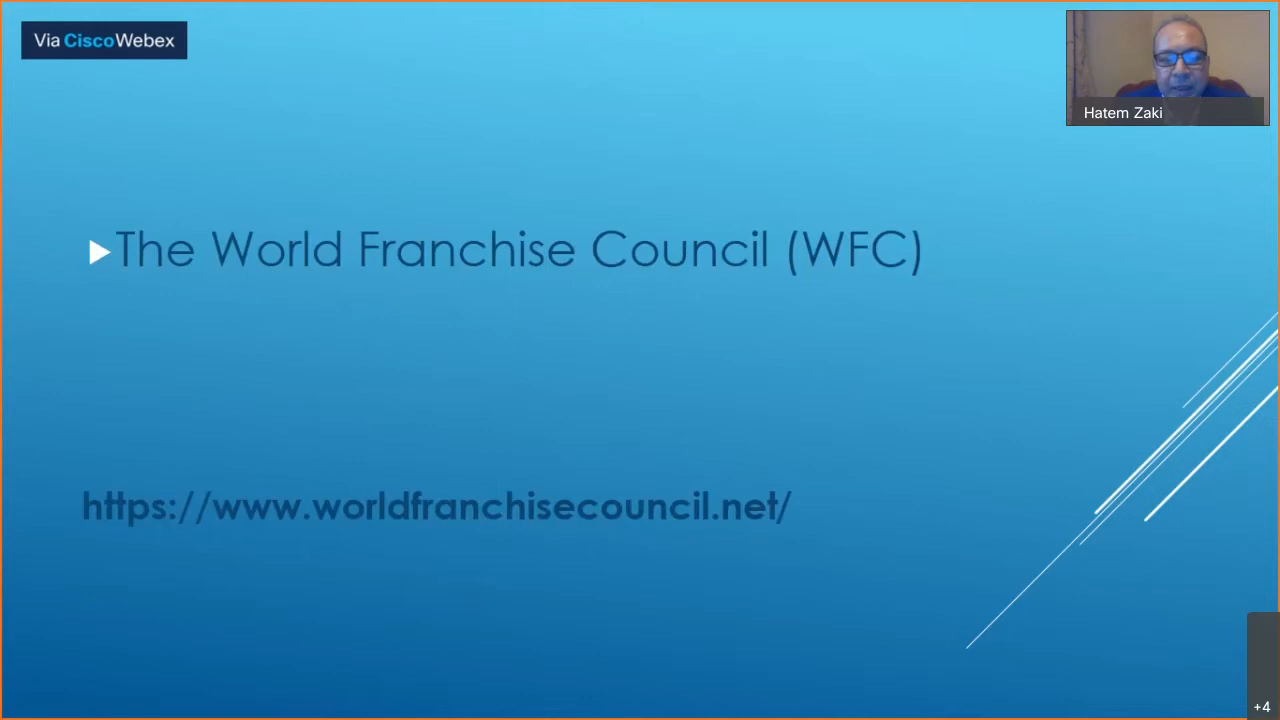 Via CiscoWebex
Hatem Zaki
The World Franchise Council (WFC)
https://www.worldfranchisecouncil.net/
+4